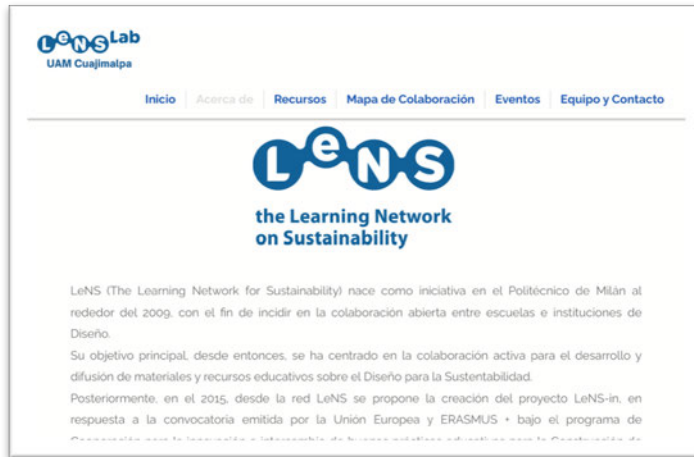 LeNS Lab
UAM Cuajimalpa
Inicio Acerca de Recursos Mapa de Colaboración Eventos Equipo y Contacto
LeNS
the Learning Network
on Sustainability
LeNS (The Learning Network for Sustainability) nace como iniciativa en el Politécnico de Milán al
rededor del 2009, con el fin de incidir en la colaboración abierta entre escuelas e instituciones de
Diseño.
Su objetivo principal, desde entonces, se ha centrado en la colaboración activa para el desarrollo y
difusión de materiales y recursos educativos sobre el Diseño para la Sustentabilidad.
Posteriormente, en el 2015, desde la red LeNS se propone la creación del proyecto LeNS-in, en
respuesta a la convocatoria emitida por la Unión Europea y ERASMUS + bajo el programa de